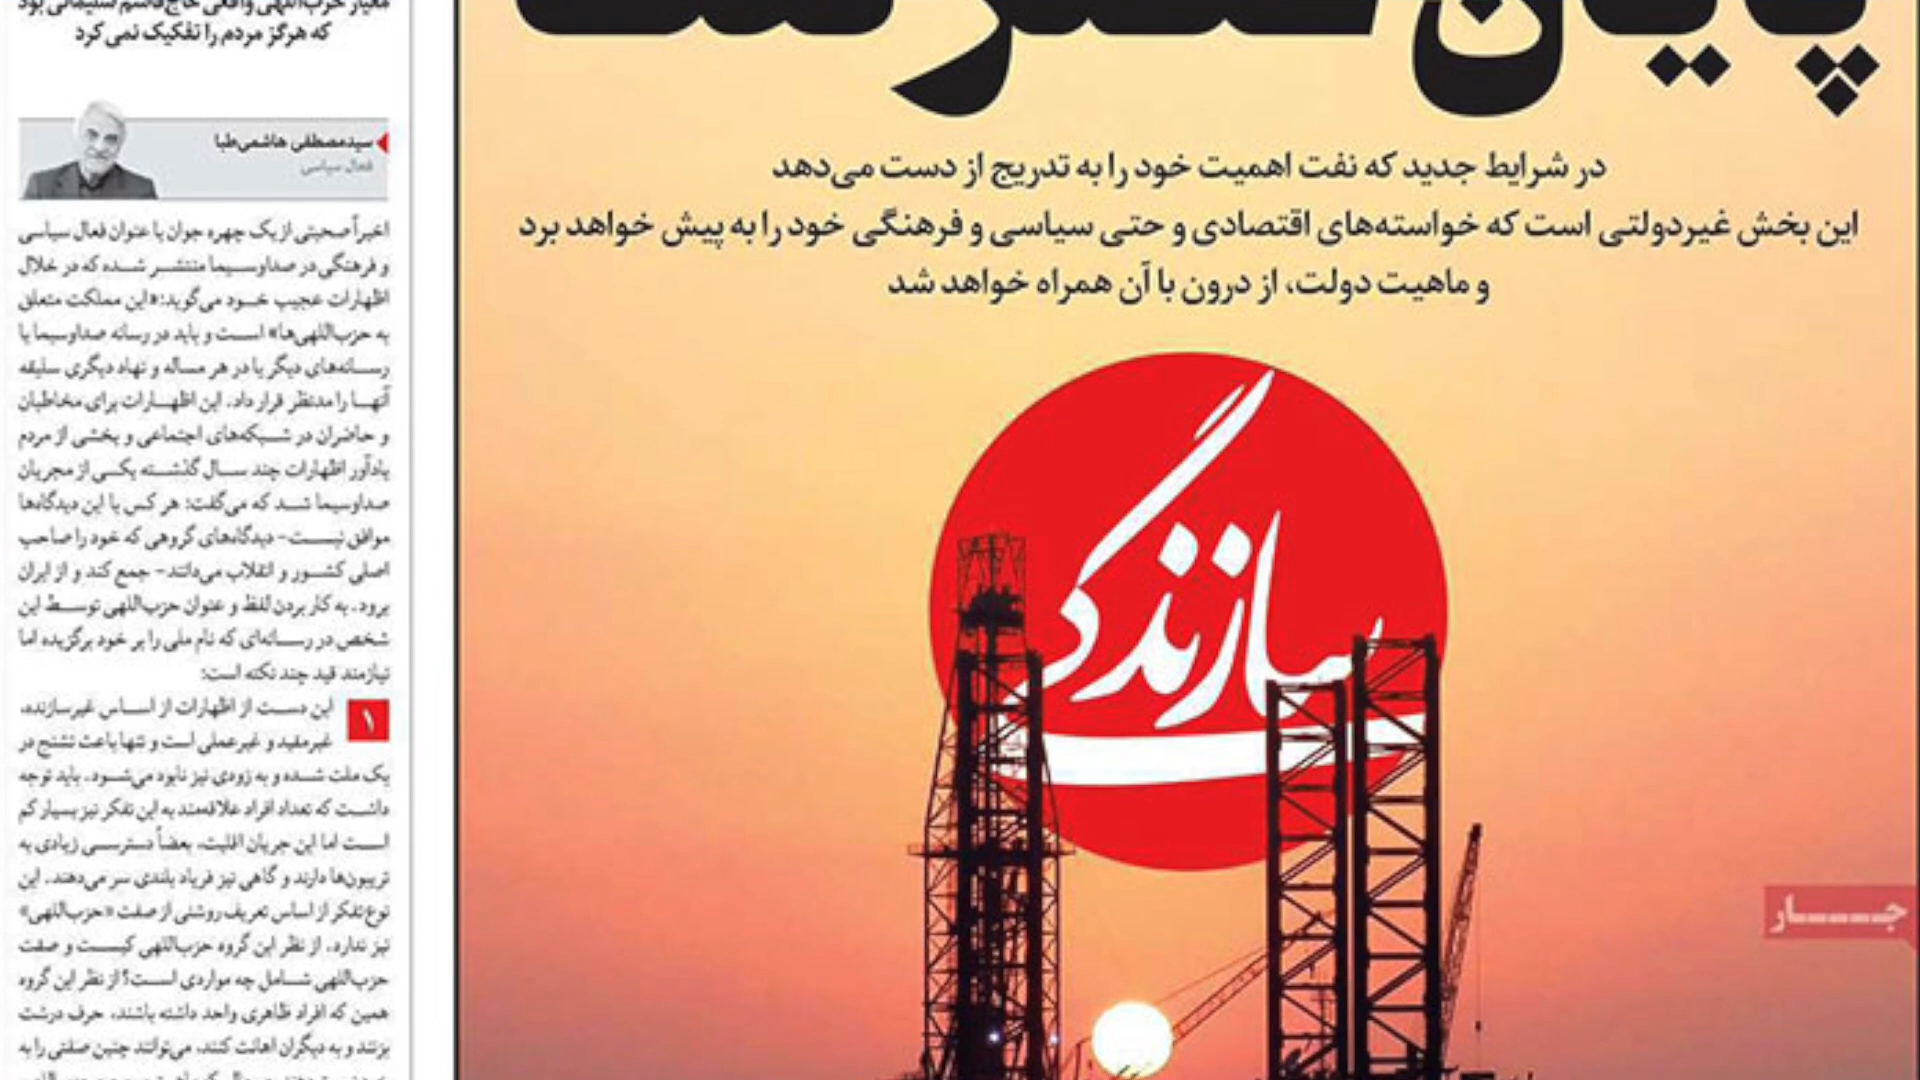 معیار حزب‌اللهی واقعی حاج‌قاسم سلیمانی بود
که هرگز مردم را تفکیک نمی‌کرد
سیدمصطفی هاشمی‌طبا
فعال سیاسی
اخیراً صحبتی از یک چهره جوان با عنوان فعال سیاسی
و فرهنگی در صداوسیما منتشر شده که در خلال
اظهارات عجیب خود می‌گوید: «این مملکت متعلق
به حزب‌اللهی‌ها» است و باید در رسانه صداوسیما یا
رسانه‌های دیگر یا در هر مساله و نهاد دیگری سلیقه
آنها را مدنظر قرار داد. این اظهارات برای مخاطبان
و حاضران در شبکه‌های اجتماعی و بخشی از مردم
یادآور اظهارات چند سال گذشته یکی از مجریان
صداوسیما شد که می‌گفت: هر کس با این دیدگاه‌ها
موافق نیست- دیدگاه‌های گروهی که خود را صاحب
اصلی کشور و انقلاب می‌دانند- جمع کند و از ایران
برود. به کار بردن لفظ و عنوان حزب‌اللهی توسط این
شخص در رسانه‌ای که نام ملی را بر خود برگزیده اما
نیازمند قید چند نکته است:
۱ این دست از اظهارات از اساس غیرسازنده،
غیرمفید و غیرعملی است و تنها باعث تشنج در
یک ملت شده و به زودی نیز نابود می‌شود. باید توجه
داشت که تعداد افراد علاقه‌مند به این تفکر نیز بسیار کم
است اما این جریان اقلیت، بعضاً دسترسی زیادی به
تریبون‌ها دارند و گاهی نیز فریاد بلندی سر می‌دهند. این
نوع تفکر از اساس تعریف روشنی از صفت «حزب‌اللهی»
نیز ندارد. از نظر این گروه حزب‌اللهی کیست و صفت
حزب‌اللهی شامل چه مواردی است؟ از نظر این گروه
همین که افراد ظاهری واحد داشته باشند، حرف درشت
بزنند و به دیگران اهانت کنند، می‌توانند چنین صفتی را به
پایان
در شرایط جدید که نفت اهمیت خود را به تدریج از دست می‌دهد
این بخش غیردولتی است که خواسته‌های اقتصادی و حتی سیاسی و فرهنگی خود را به پیش خواهد برد
و ماهیت دولت، از درون با آن همراه خواهد شد
سازندگی
جـــار